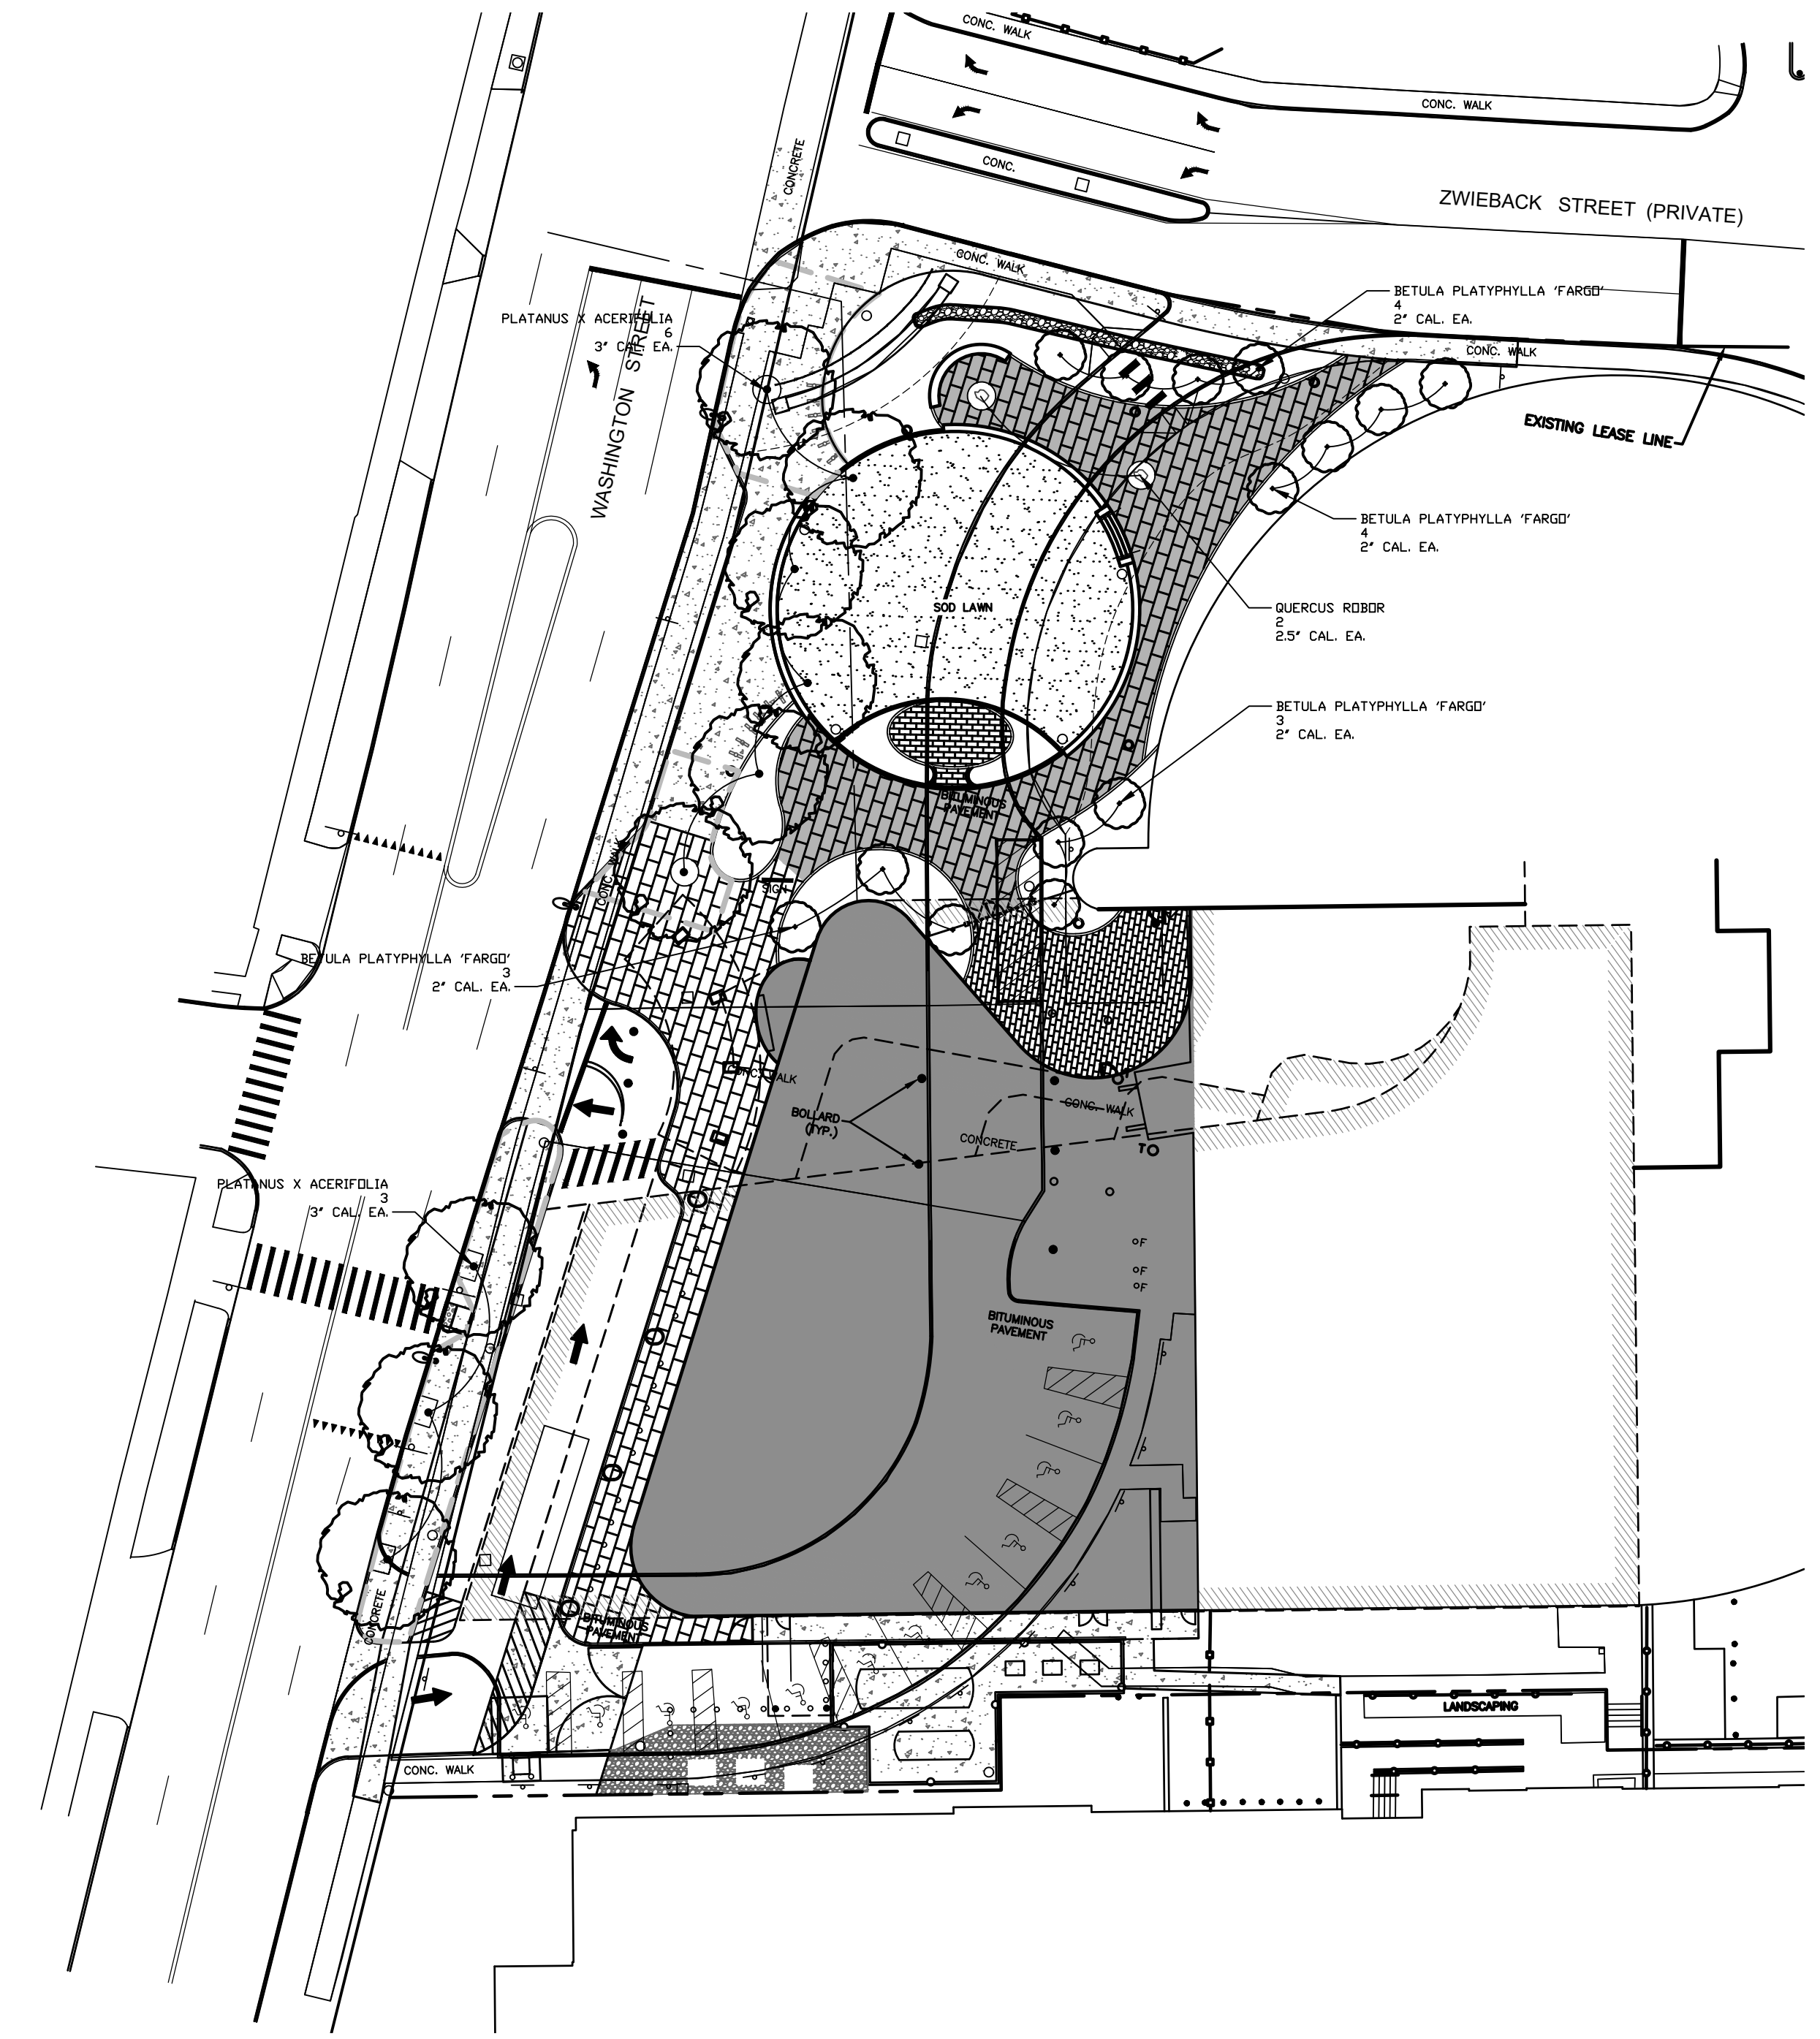 CONC. WALK
CONC. WALK
CONCRETE
CONC.
ZWIEBACK STREET (PRIVATE)
CONC. WALK
BETULA PLATYPHYLLA 'FARGO'
4
2" CAL. EA.
PLATANUS X ACERIFOLIA
6
3" CAL. EA.
WASHINGTON STREET
CONC. WALK
EXISTING LEASE LINE
BETULA PLATYPHYLLA 'FARGO'
4
2" CAL. EA.
SOD LAWN
QUERCUS ROBOR
2
2.5" CAL. EA.
BETULA PLATYPHYLLA 'FARGO'
3
2" CAL. EA.
BITUMINOUS
PAVEMENT
CONC. WALK
SIGN
BETULA PLATYPHYLLA 'FARGO'
3
2" CAL. EA.
CONC. WALK
BOLLARD
(TYP.)
CONC. WALK
CONCRETE
T
T
PLATANUS X ACERIFOLIA
3
3" CAL. EA.
F
F
F
BITUMINOUS
PAVEMENT
CONCRETE
BITUMINOUS
PAVEMENT
LANDSCAPING
CONC. WALK